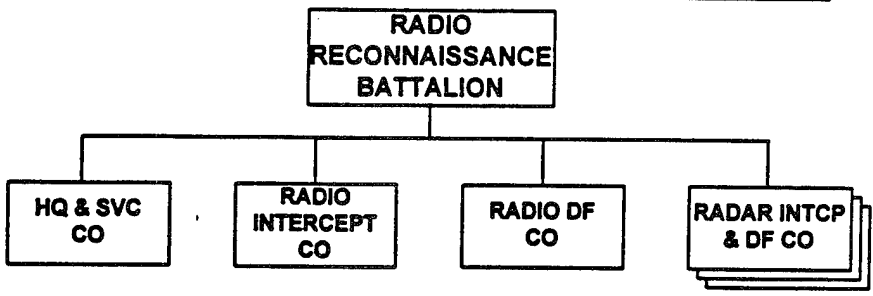 RADIO
RECONNAISSANCE
BATTALION
HQ & SVC
CO
RADIO
INTERCEPT
CO
RADIO DF
CO
RADAR INTCP
& DF CO